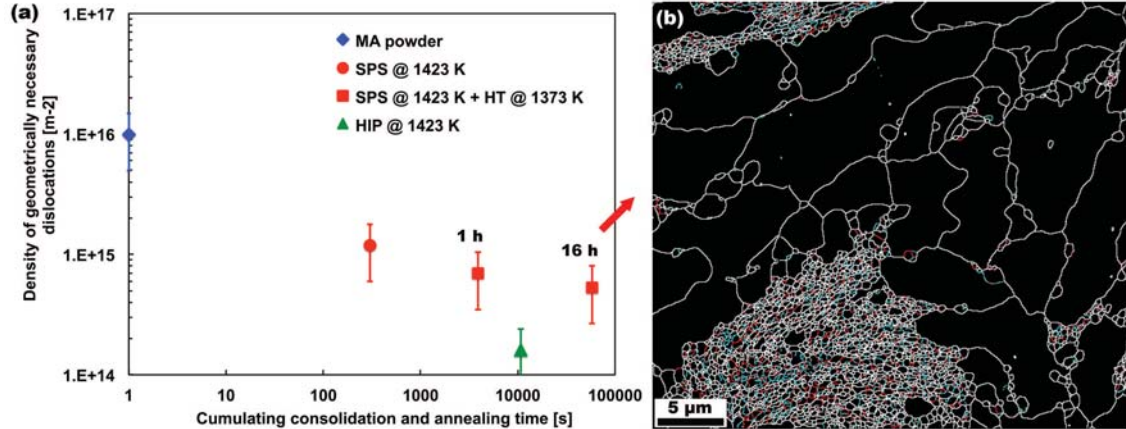 (a)
1.E+17
1.E+16
1.E+15
1.E+14
Density of geometrically necessary
dislocations [m-2]
MA powder
SPS @ 1423 K
SPS @ 1423 K + HT @ 1373 K
HIP @ 1423 K
1 h
16 h
1
10
100
1000
10000
100000
Cumulating consolidation and annealing time [s]
(b)
5 µm